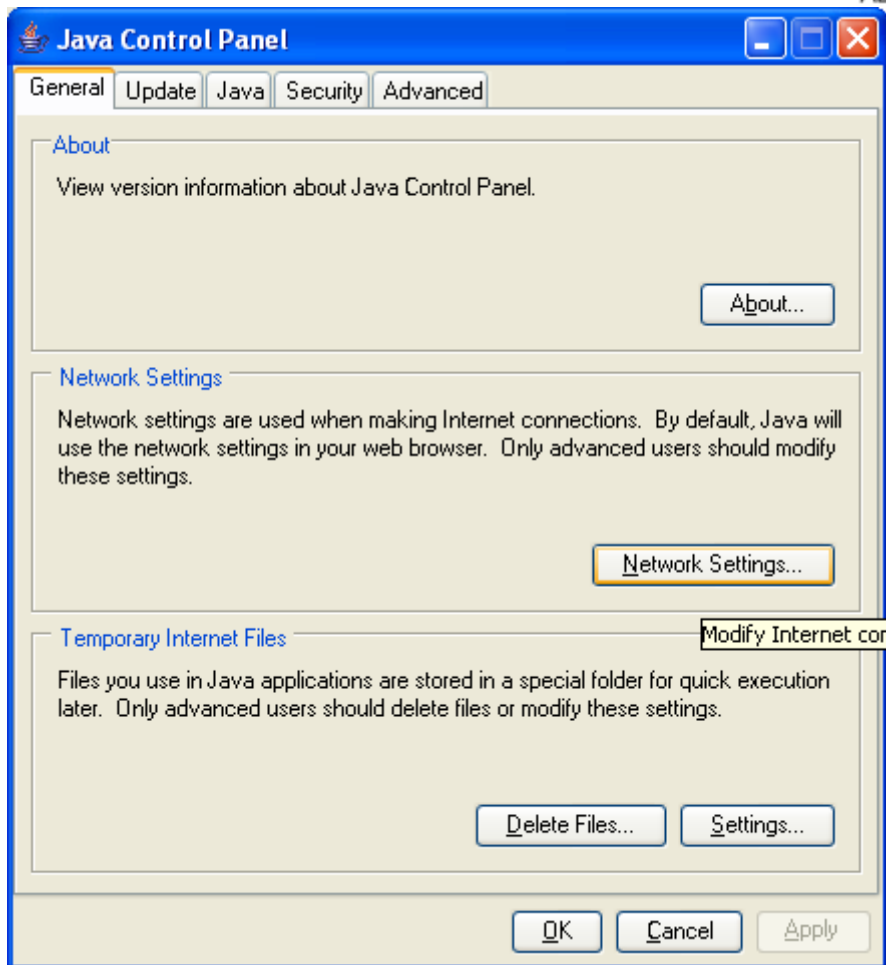 Java Control Panel
General Update Java Security Advanced
About
View version information about Java Control Panel.
About...
Network Settings
Network settings are used when making Internet connections. By default, Java will
use the network settings in your web browser. Only advanced users should modify
these settings.
Network Settings...
Modify Internet con
Temporary Internet Files
Files you use in Java applications are stored in a special folder for quick execution
later. Only advanced users should delete files or modify these settings.
Delete Files... Settings...
OK Cancel Apply